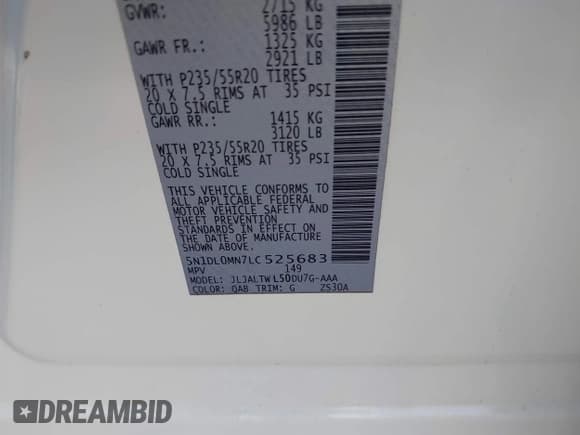 GVWR: 2715 KG
5986 LB
GAWR FR.: 1325 KG
2921 LB
WITH P235/55R20 TIRES
20 X 7.5 RIMS AT 35 PSI
COLD SINGLE
GAWR RR.: 1415 KG
3120 LB
WITH P235/55R20 TIRES
20 X 7.5 RIMS AT 35 PSI
COLD SINGLE
THIS VEHICLE CONFORMS TO
ALL APPLICABLE FEDERAL
MOTOR VEHICLE SAFETY AND
THEFT PREVENTION
STANDARDS IN EFFECT ON
THE DATE OF MANUFACTURE
SHOWN ABOVE.
5N1DL0MN7LC525683
MPV 149
MODEL: JLJALTWL50DU7G-AAA
COLOR: QAB TRIM: G ZS30A
DREAMBID